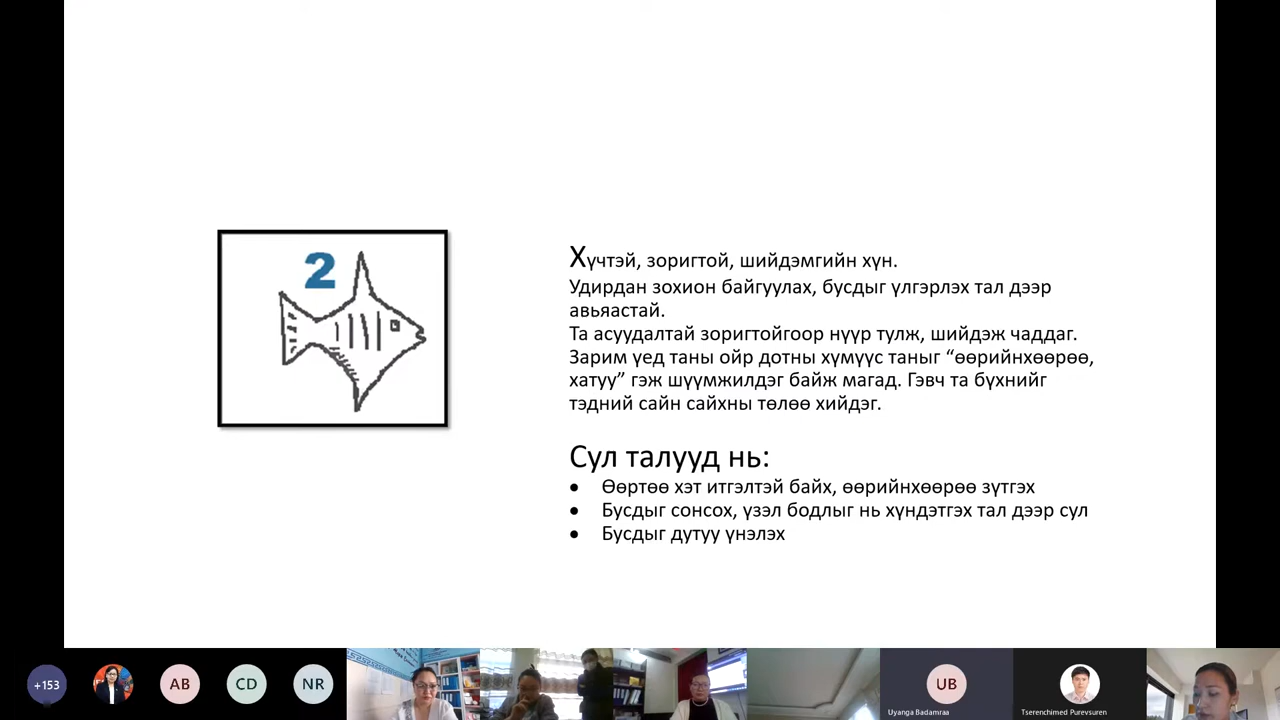 2
Хүчтэй, зоригтой, шийдэмгийн хүн.
Удирдан зохион байгуулах, бусдыг үлгэрлэх тал дээр
авьяастай.
Та асуудалтай зоригтойгоор нүүр тулж, шийдэж чаддаг.
Зарим үед таны ойр дотны хүмүүс таныг “өөрийнхөөрөө,
хатуу” гэж шүүмжилдэг байж магад. Гэвч та бүхнийг
тэдний сайн сайхны төлөө хийдэг.
Сул талууд нь:
• Өөртөө хэт итгэлтэй байх, өөрийнхөөрөө зүтгэх
• Бусдыг сонсох, үзэл бодлыг нь хүндэтгэх тал дээр сул
• Бусдыг дутуу үнэлэх
+153
AB
CD
NR
UB
Uyanga Badamraa
Tserenchimed Purevsuren